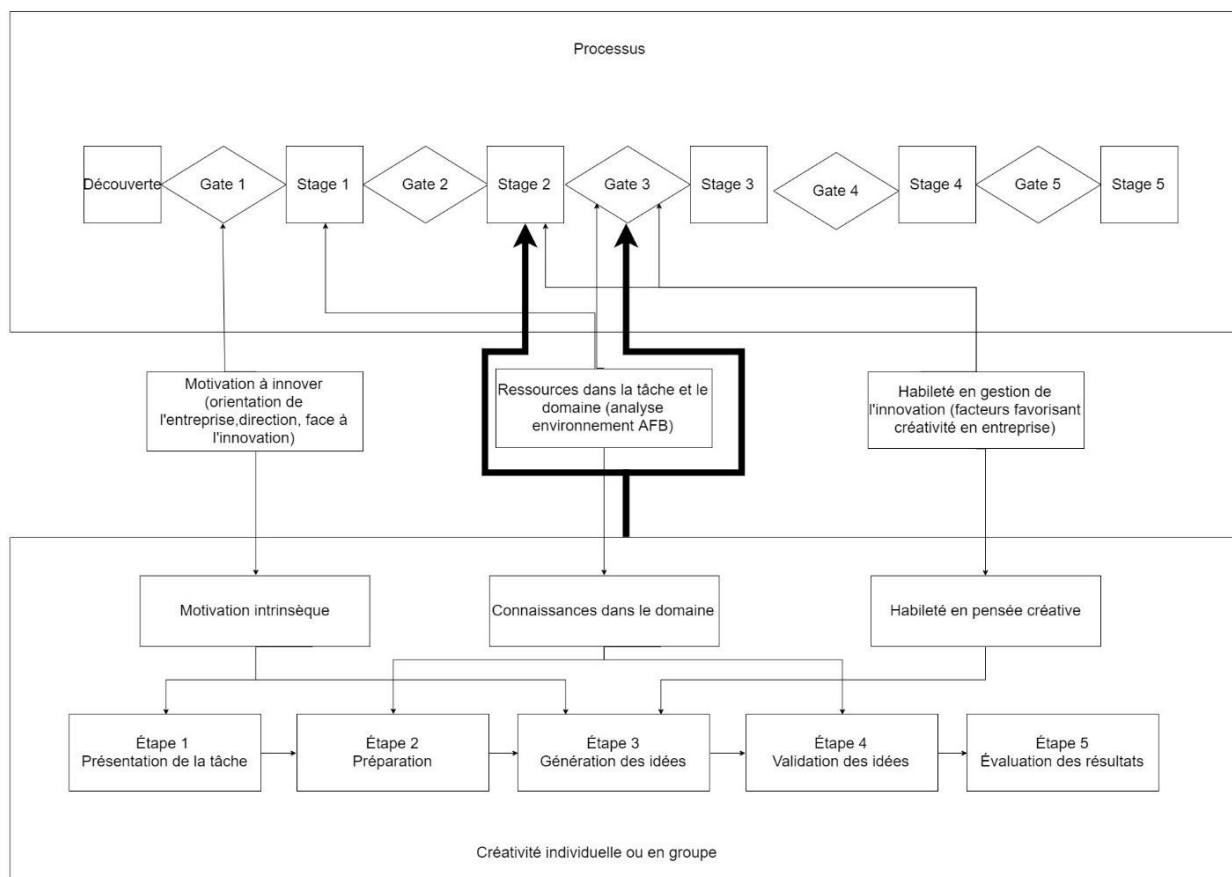 Processus
Découverte
Gate 1
Stage 1
Gate 2
Stage 2
Gate 3
Stage 3
Gate 4
Stage 4
Gate 5
Stage 5
Motivation à innover
(orientation de
l'entreprise,direction, face à
l'innovation)
Ressources dans la tâche et le
domaine (analyse
environnement AFB)
Habileté en gestion de
l'innovation (facteurs favorisant
créativité en entreprise)
Motivation intrinsèque
Connaissances dans le domaine
Habileté en pensée créative
Étape 1
Présentation de la tâche
Étape 2
Préparation
Étape 3
Génération des idées
Étape 4
Validation des idées
Étape 5
Évaluation des résultats
Créativité individuelle ou en groupe